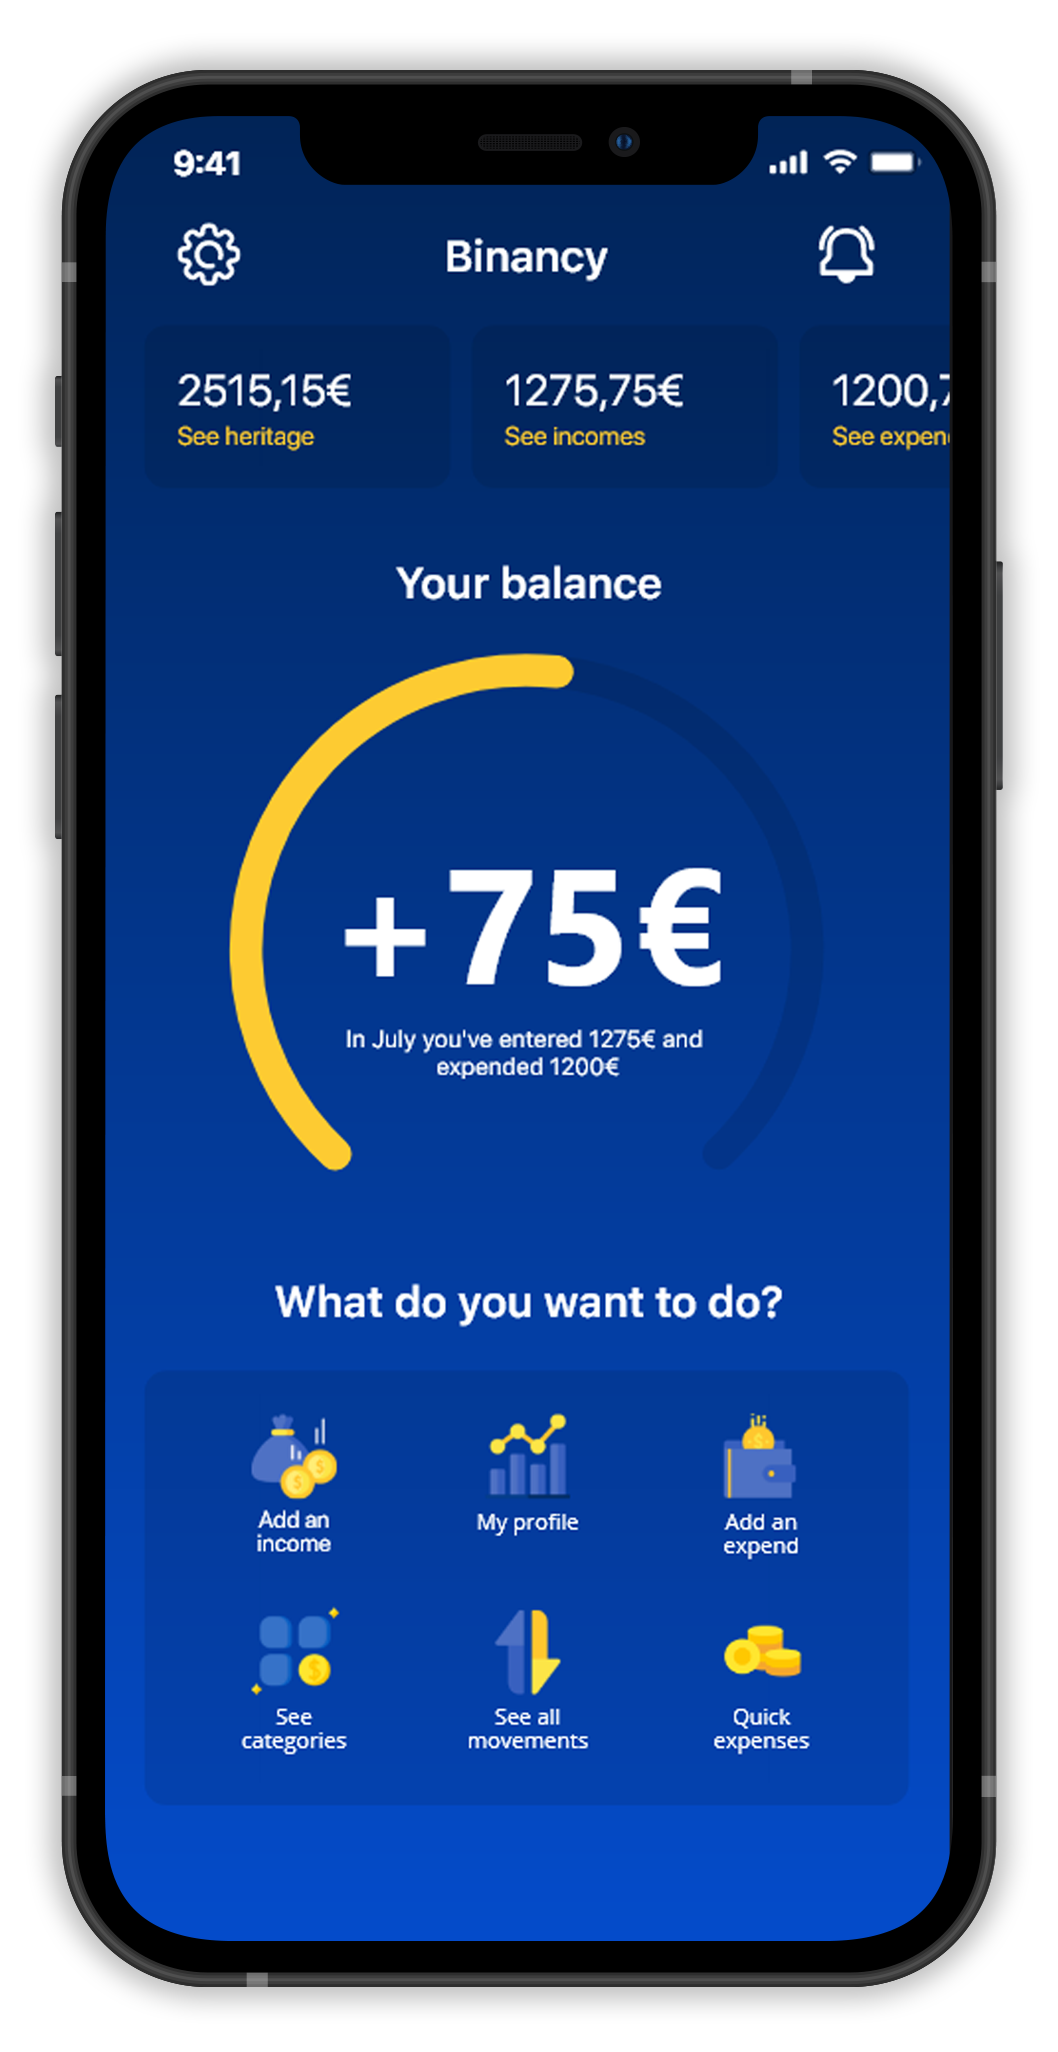 9:41
Binancy
2515,15€
See heritage
1275,75€
See incomes
1200,7
See expen
Your balance
+75€
In July you've entered 1275€ and
expended 1200€
What do you want to do?
Add an
income
My profile
Add an
expend
See
categories
See all
movements
Quick
expenses